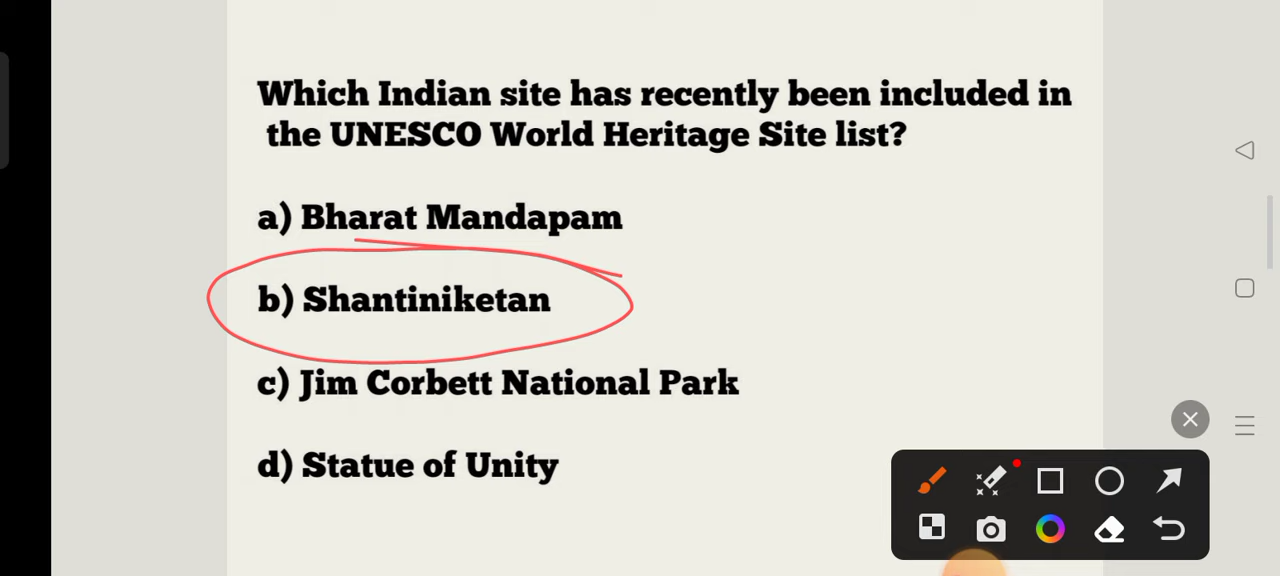 Which Indian site has recently been included in
the UNESCO World Heritage Site list?
a) Bharat Mandapam
b) Shantiniketan
c) Jim Corbett National Park
d) Statue of Unity